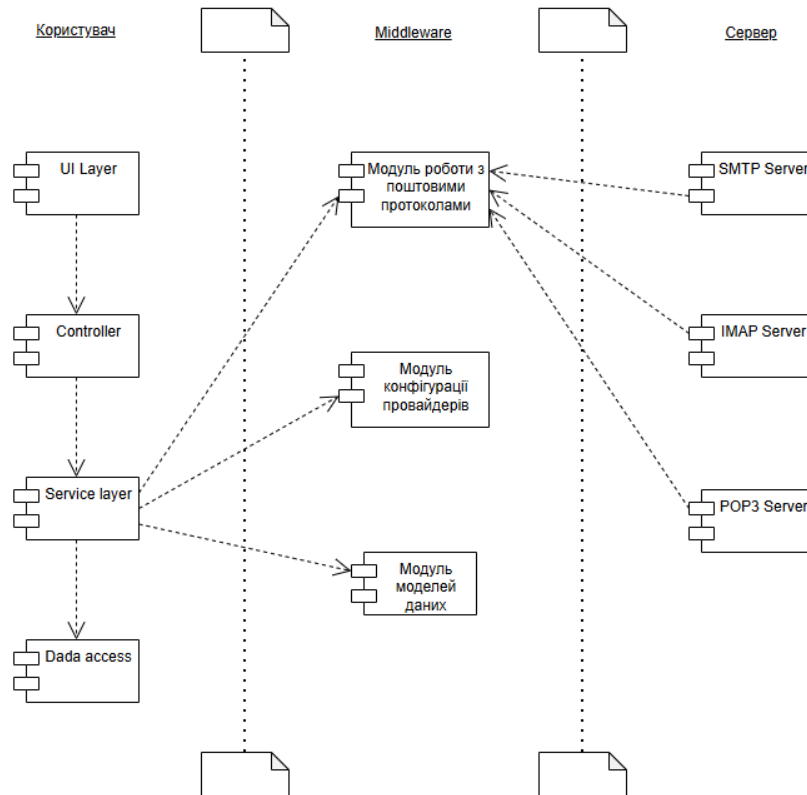 Користувач
Middleware
Сервер
UI Layer
Модуль роботи з
поштовими
протоколами
SMTP Server
Controller
Модуль
конфігурації
провайдерів
IMAP Server
Service layer
POP3 Server
Модуль
моделей
даних
Dada access